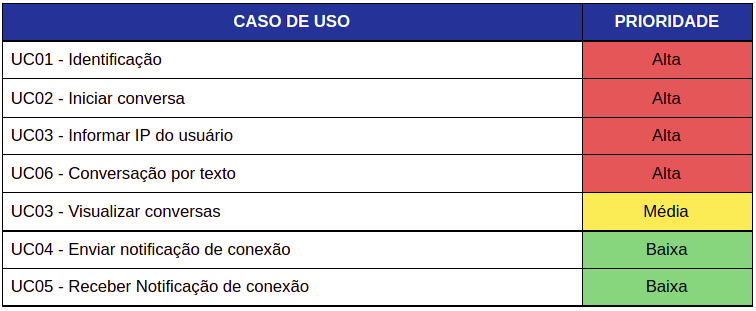 CASO DE USO PRIORIDADE
UC01 - Identificação Alta
UC02 - Iniciar conversa Alta
UC03 - Informar IP do usuário Alta
UC06 - Conversação por texto Alta
UC03 - Visualizar conversas Média
UC04 - Enviar notificação de conexão Baixa
UC05 - Receber Notificação de conexão Baixa